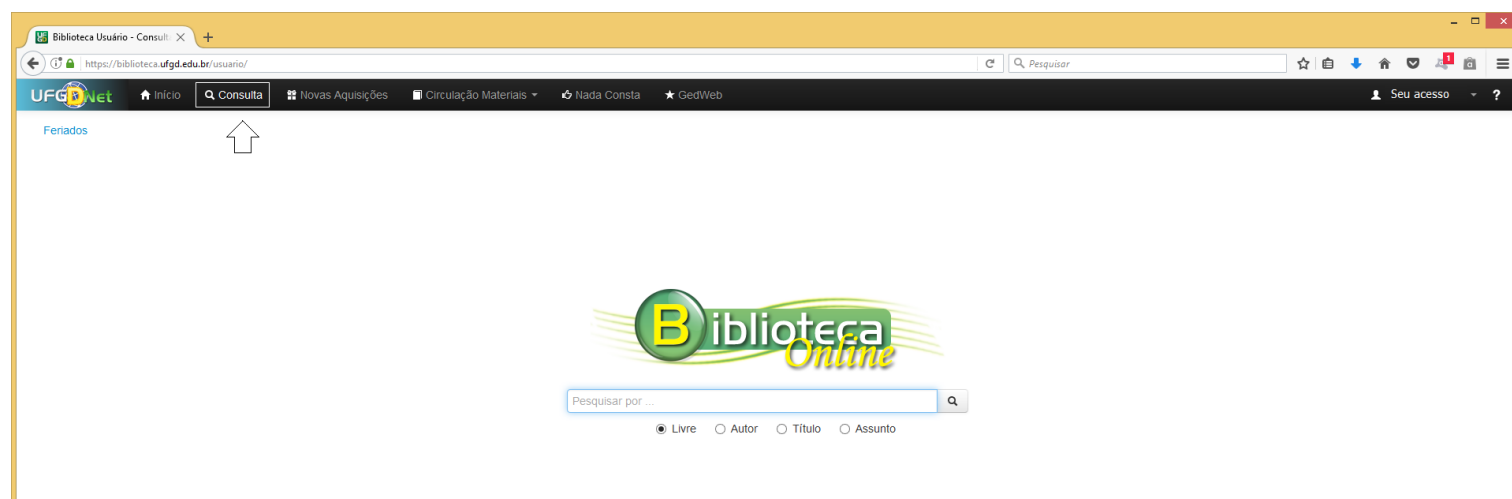 Biblioteca Usuário - Consult
https://biblioteca.ufgd.edu.br/usuario/
Pesquisar
1
UFGDNet
Início
Consulta
Novas Aquisições
Circulação Materiais
Nada Consta
GedWeb
Seu acesso
?
Feriados
Biblioteca
Online
Pesquisar por ...
Livre
Autor
Título
Assunto